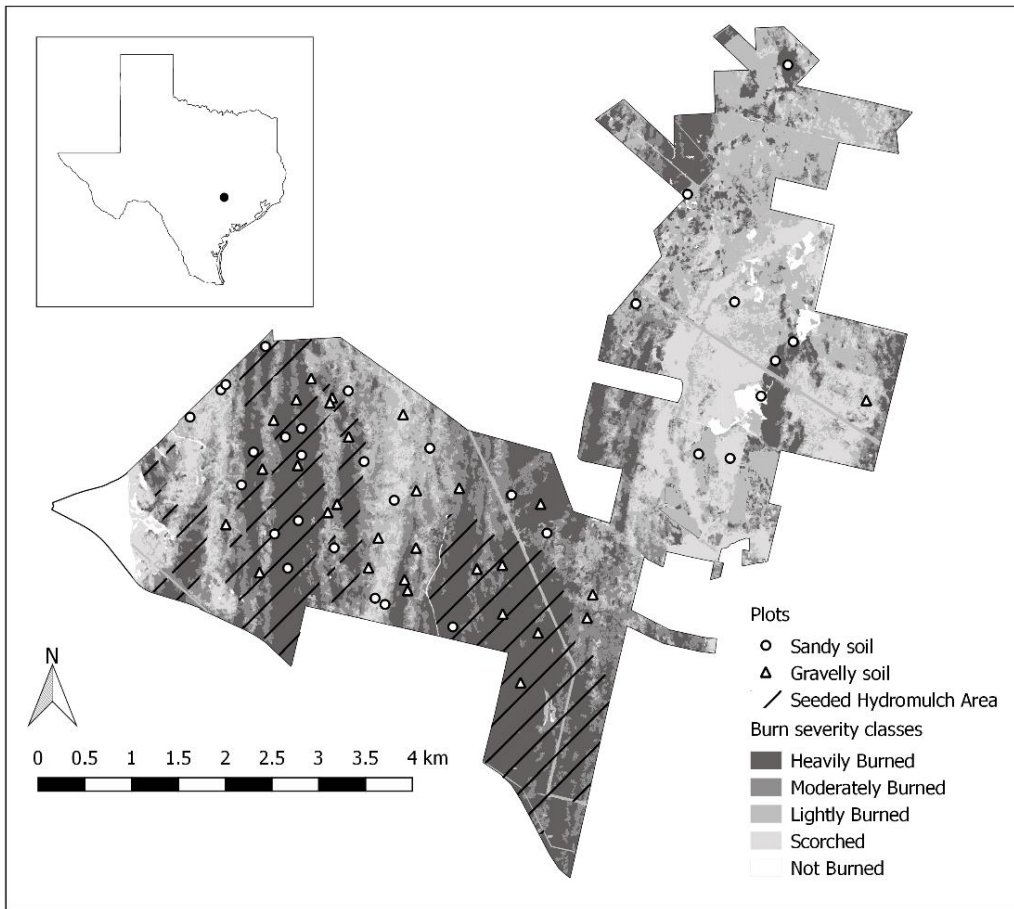 Plots
Sandy soil
Gravelly soil
Seeded Hydromulch Area
Burn severity classes
Heavily Burned
Moderately Burned
Lightly Burned
Scorched
Not Burned
N
0 0.5 1 1.5 2 2.5 3 3.5 4 km